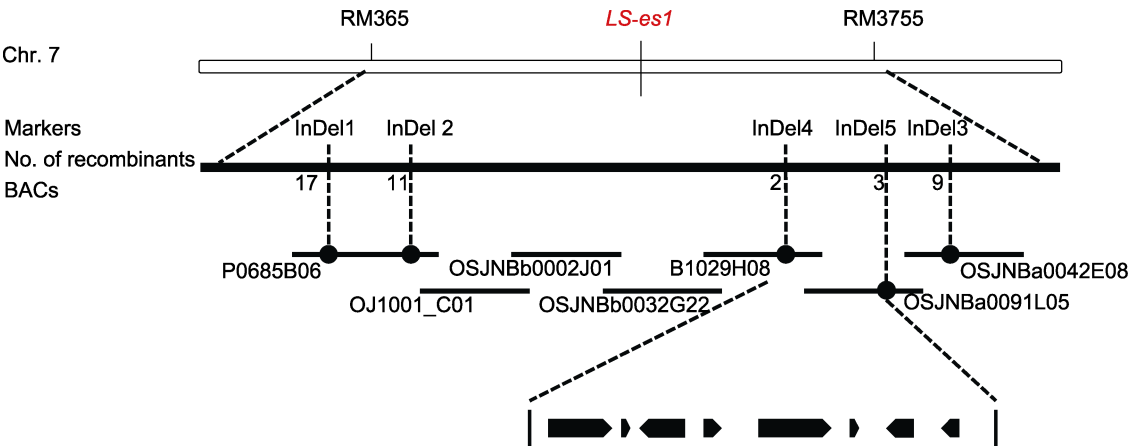 RM365 LS-es1 RM3755
Chr. 7
Markers InDel1 InDel 2 InDel4 InDel5 InDel3
No. of recombinants
17 11 2 3 9
BACs
P0685B06 OSJNBb0002J01 B1029H08 OSJNBa0042E08
OJ1001_C01 OSJNBb0032G22 OSJNBa0091L05